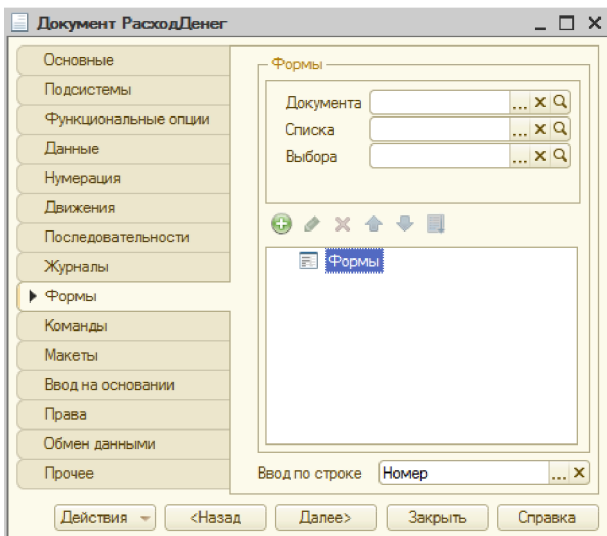 Документ РасходДенег
Основные
Подсистемы
Функциональные опции
Данные
Нумерация
Движения
Последовательности
Журналы
Формы
Команды
Макеты
Ввод на основании
Права
Обмен данными
Прочее
Формы
Документа
Списка
Выбора
Формы
Ввод по строке Номер ...
Действия <Назад Далее> Закрыть Справка